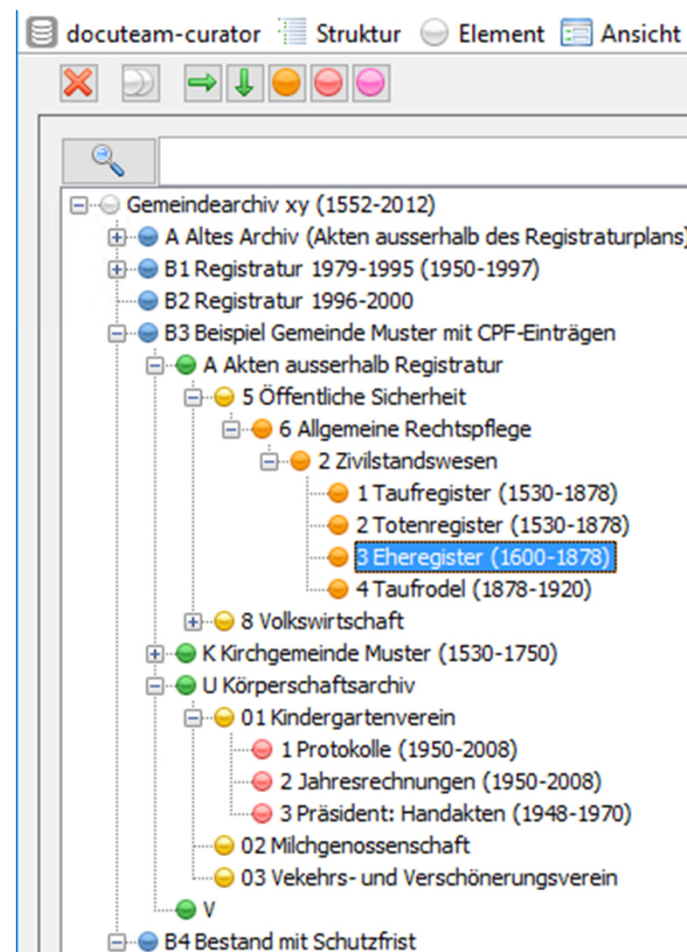 docuteam-curator Struktur Element Ansicht
Gemeindearchiv xy (1552-2012)
A Altes Archiv (Akten ausserhalb des Registraturplans)
B1 Registratur 1979-1995 (1950-1997)
B2 Registratur 1996-2000
B3 Beispiel Gemeinde Muster mit CPF-Einträgen
A Akten ausserhalb Registratur
5 Öffentliche Sicherheit
6 Allgemeine Rechtspflege
2 Zivilstandswesen
1 Taufregister (1530-1878)
2 Totenregister (1530-1878)
3 Eheregister (1600-1878)
4 Taufrodel (1878-1920)
8 Volkswirtschaft
K Kirchgemeinde Muster (1530-1750)
U Körperschaftsarchiv
01 Kindergartenverein
1 Protokolle (1950-2008)
2 Jahresrechnungen (1950-2008)
3 Präsident: Handakten (1948-1970)
02 Milchgenossenschaft
03 Vekehrs- und Verschönerungsverein
V
B4 Bestand mit Schutzfrist